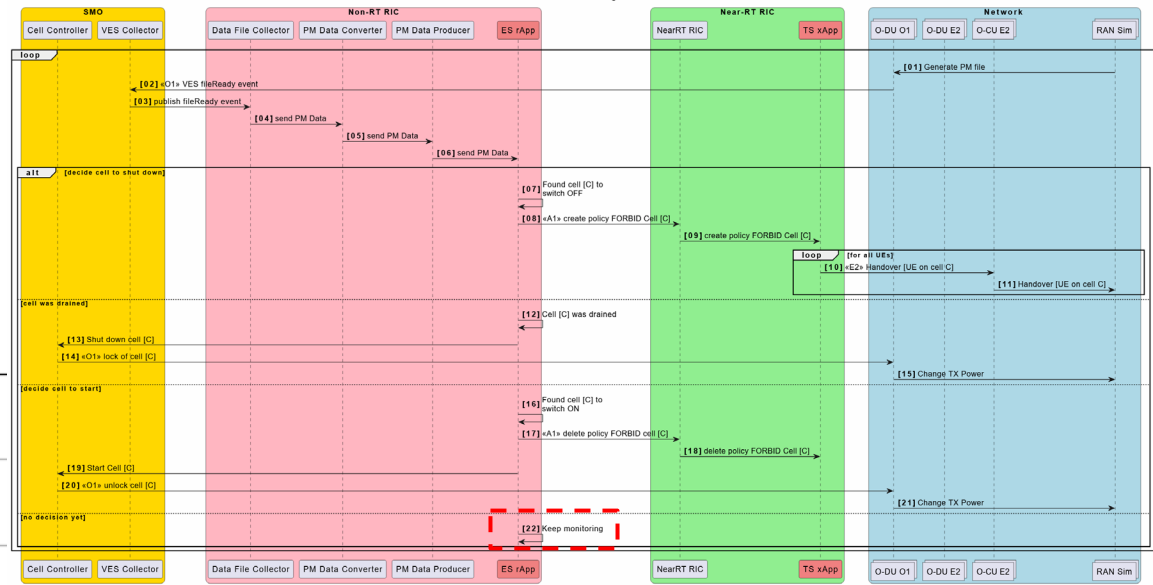 SMO
Non-RT RIC
Near-RT RIC
Network
Cell Controller
VES Collector
Data File Collector
PM Data Converter
PM Data Producer
ES rApp
NearRT RIC
TS xApp
O-DU O1
O-DU E2
O-CU E2
RAN Sim
loop
[01] Generate PM file
[02] «O1» VES fileReady event
[03] publish fileReady event
[04] send PM Data
[05] send PM Data
[06] send PM Data
alt [decide cell to shut down]
[07] Found cell [C] to
switch OFF
[08] «A1» create policy FORBID Cell [C]
[09] create policy FORBID Cell [C]
loop [for all UEs]
[10] «E2» Handover [UE on cell C]
[11] Handover [UE on cell C]
[cell was drained]
[12] Cell [C] was drained
[13] Shut down cell [C]
[14] «O1» lock of cell [C]
[15] Change TX Power
[decide cell to start]
[16] Found cell [C] to
switch ON
[17] «A1» delete policy FORBID cell [C]
[18] delete policy FORBID Cell [C]
[19] Start Cell [C]
[20] «O1» unlock cell [C]
[21] Change TX Power
[no decision yet]
[22] Keep monitoring
Cell Controller
VES Collector
Data File Collector
PM Data Converter
PM Data Producer
ES rApp
NearRT RIC
TS xApp
O-DU O1
O-DU E2
O-CU E2
RAN Sim